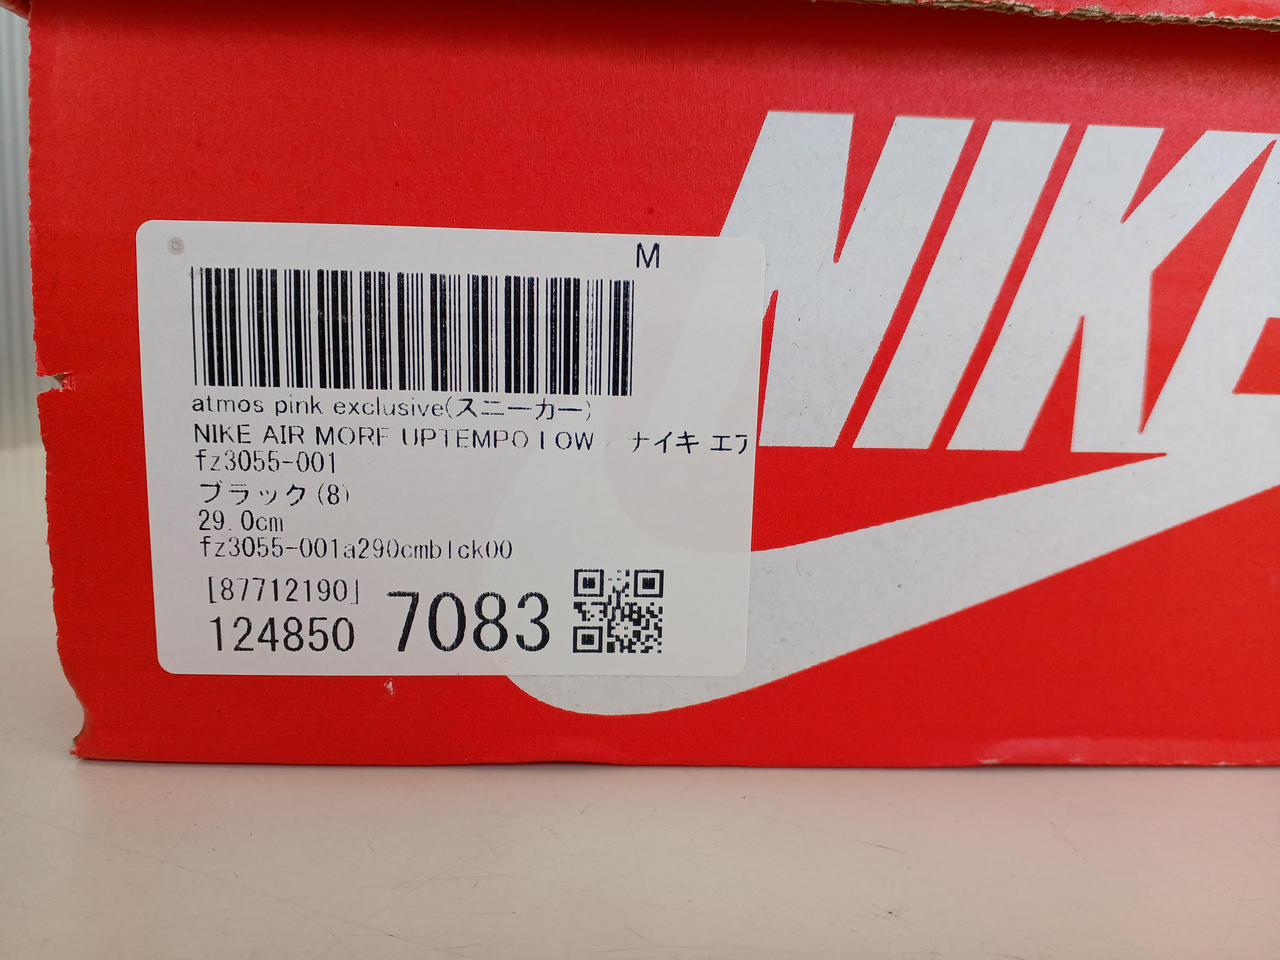 NIKE
M
atmos pink exclusive(スニーカー)
NIKE AIR MORE UPTEMPO LOW ナイキ エア
fz3055-001
ブラック(8)
29.0cm
fz3055-001a290cmblck00
[87712190]
124850 7083